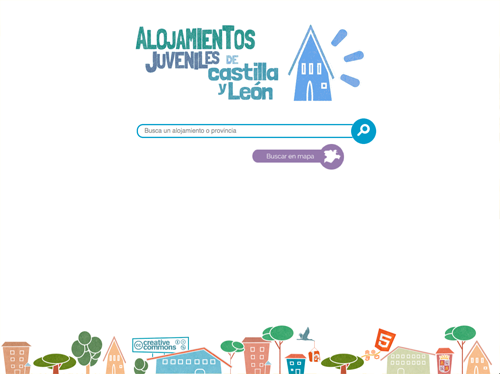 ALOJAMIENTOS
JUVENILES DE
castilla
y León
Busca un alojamiento o provincia
Buscar en mapa
creative
commons
5